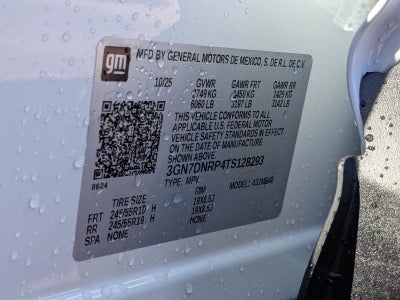 gm
MFD BY GENERAL MOTORS DE MEXICO, S. DE R.L. DE C.V.
10/25 GVWR GAWR FRT GAWR RR
2749 KG 1450 KG 1425 KG
6060 LB 3197 LB 3142 LB
THIS VEHICLE CONFORMS TO ALL
APPLICABLE U.S. FEDERAL MOTOR
VEHICLE SAFETY STANDARDS IN EFFECT
ON THE DATE OF MANUFACTURE
SHOWN ABOVE.
3GN7DNRP4TS128293
8624 TYPE: MPV MODEL:
TIRE SIZE RIM
FRT 245/55R19 H 19X8.5J
RR 245/55R19 H 19X8.5J
SPA NONE NONE